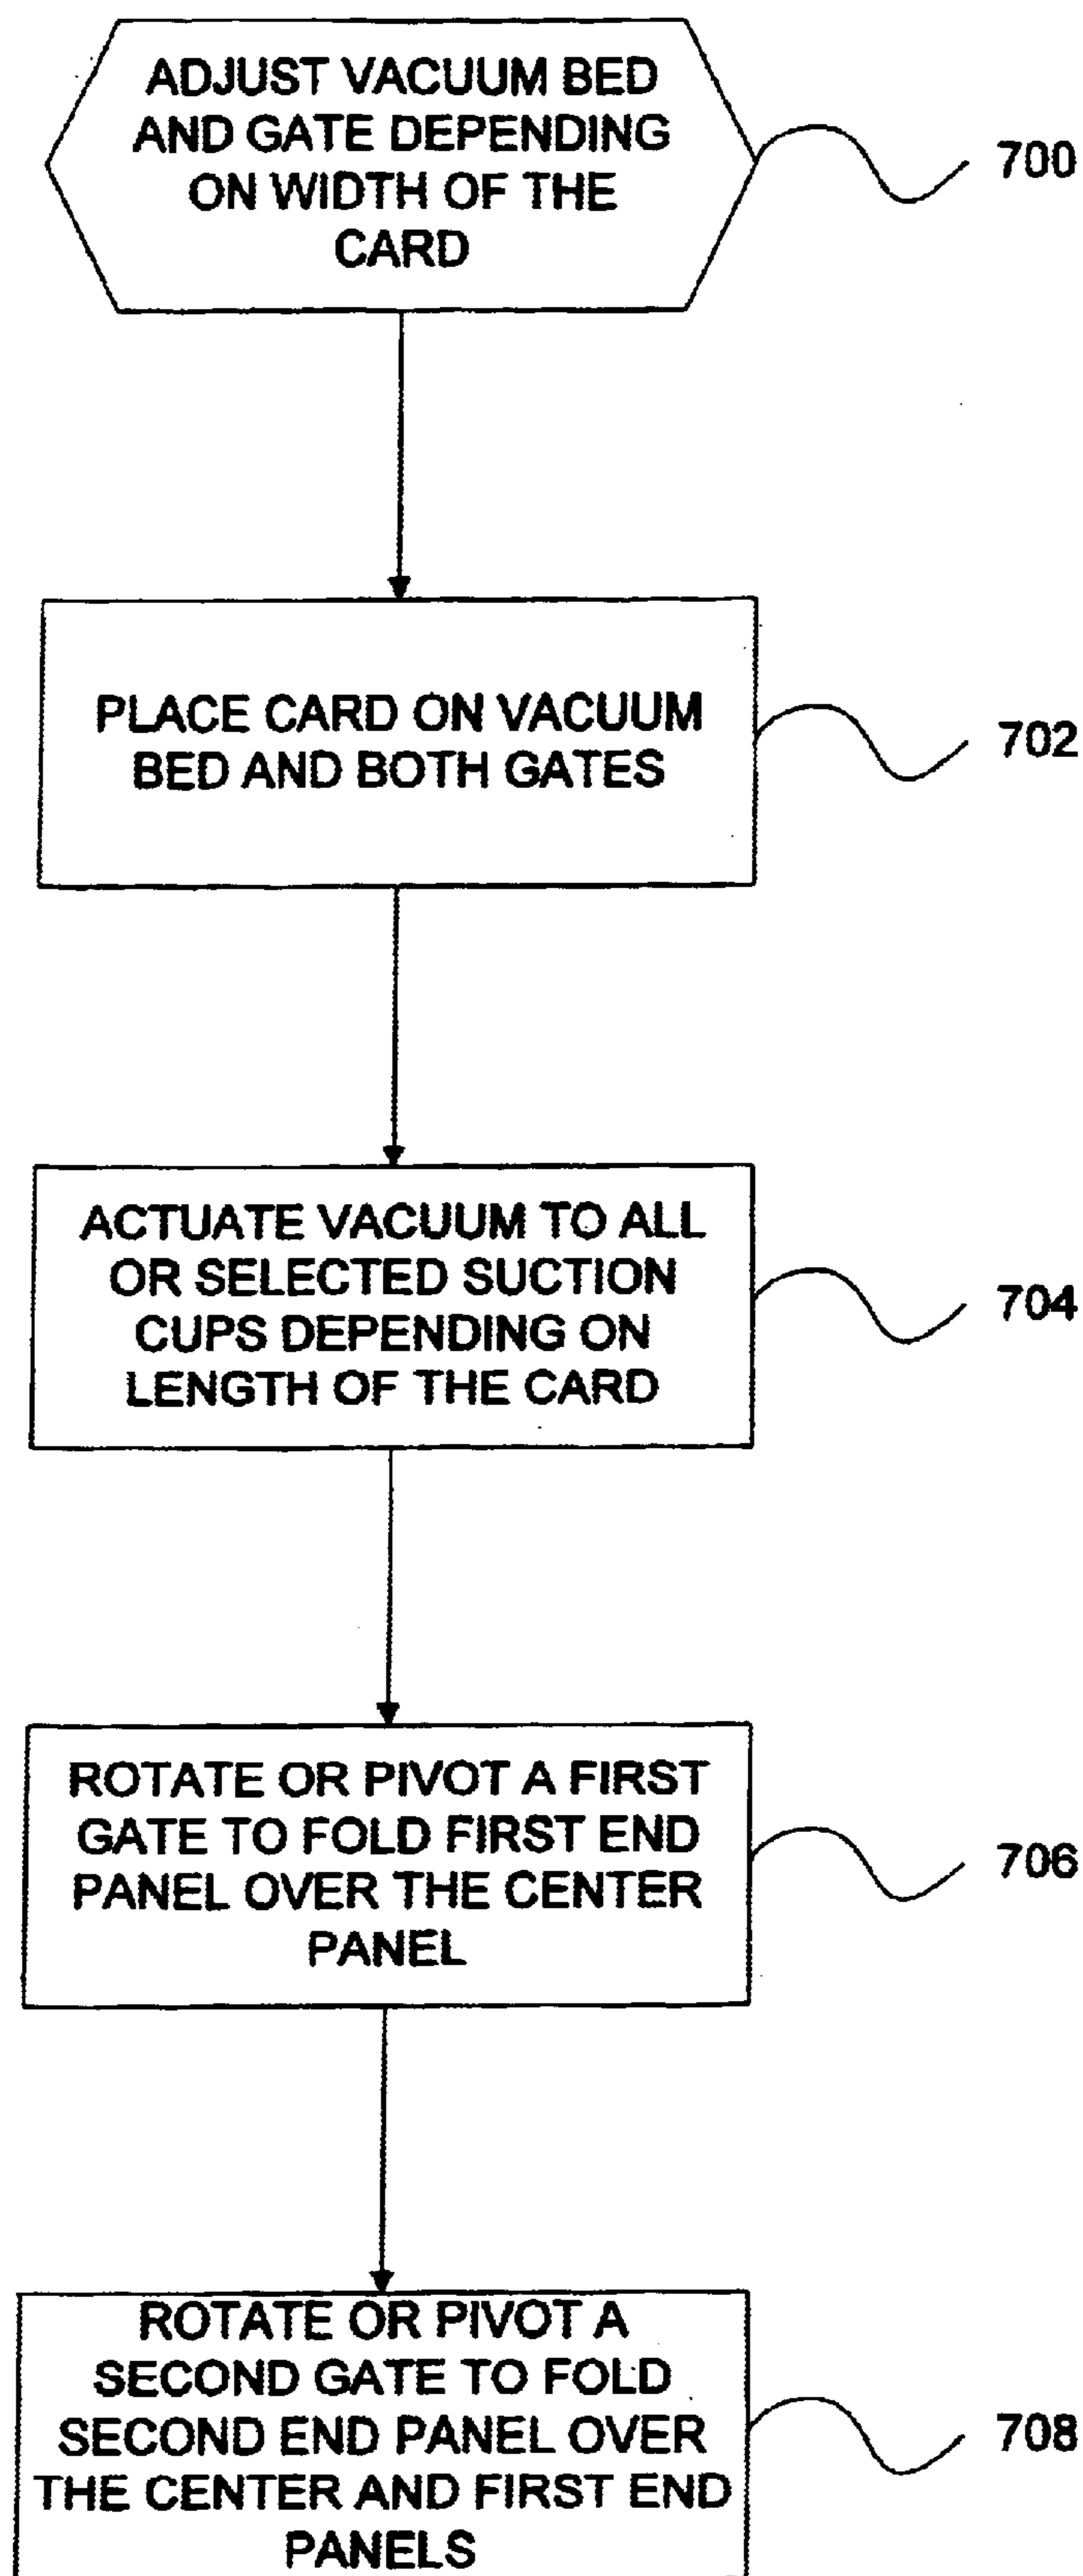 ADJUST VACUUM BED
AND GATE DEPENDING
ON WIDTH OF THE
CARD
700
PLACE CARD ON VACUUM
BED AND BOTH GATES
702
ACTUATE VACUUM TO ALL
OR SELECTED SUCTION
CUPS DEPENDING ON
LENGTH OF THE CARD
704
ROTATE OR PIVOT A FIRST
GATE TO FOLD FIRST END
PANEL OVER THE CENTER
PANEL
706
ROTATE OR PIVOT A
SECOND GATE TO FOLD
SECOND END PANEL OVER
THE CENTER AND FIRST END
PANELS
708